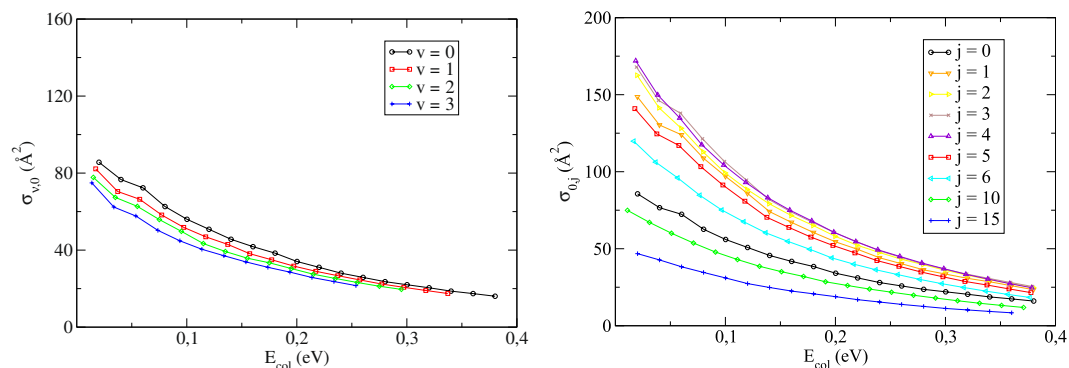 160
120
80
40
0
σv,0 (Å²)
v = 0
v = 1
v = 2
v = 3
0,1
0,2
0,3
0,4
Ecol (eV)
200
150
100
50
0
σ0,j (Å²)
j = 0
j = 1
j = 2
j = 3
j = 4
j = 5
j = 6
j = 10
j = 15
0,1
0,2
0,3
0,4
Ecol (eV)